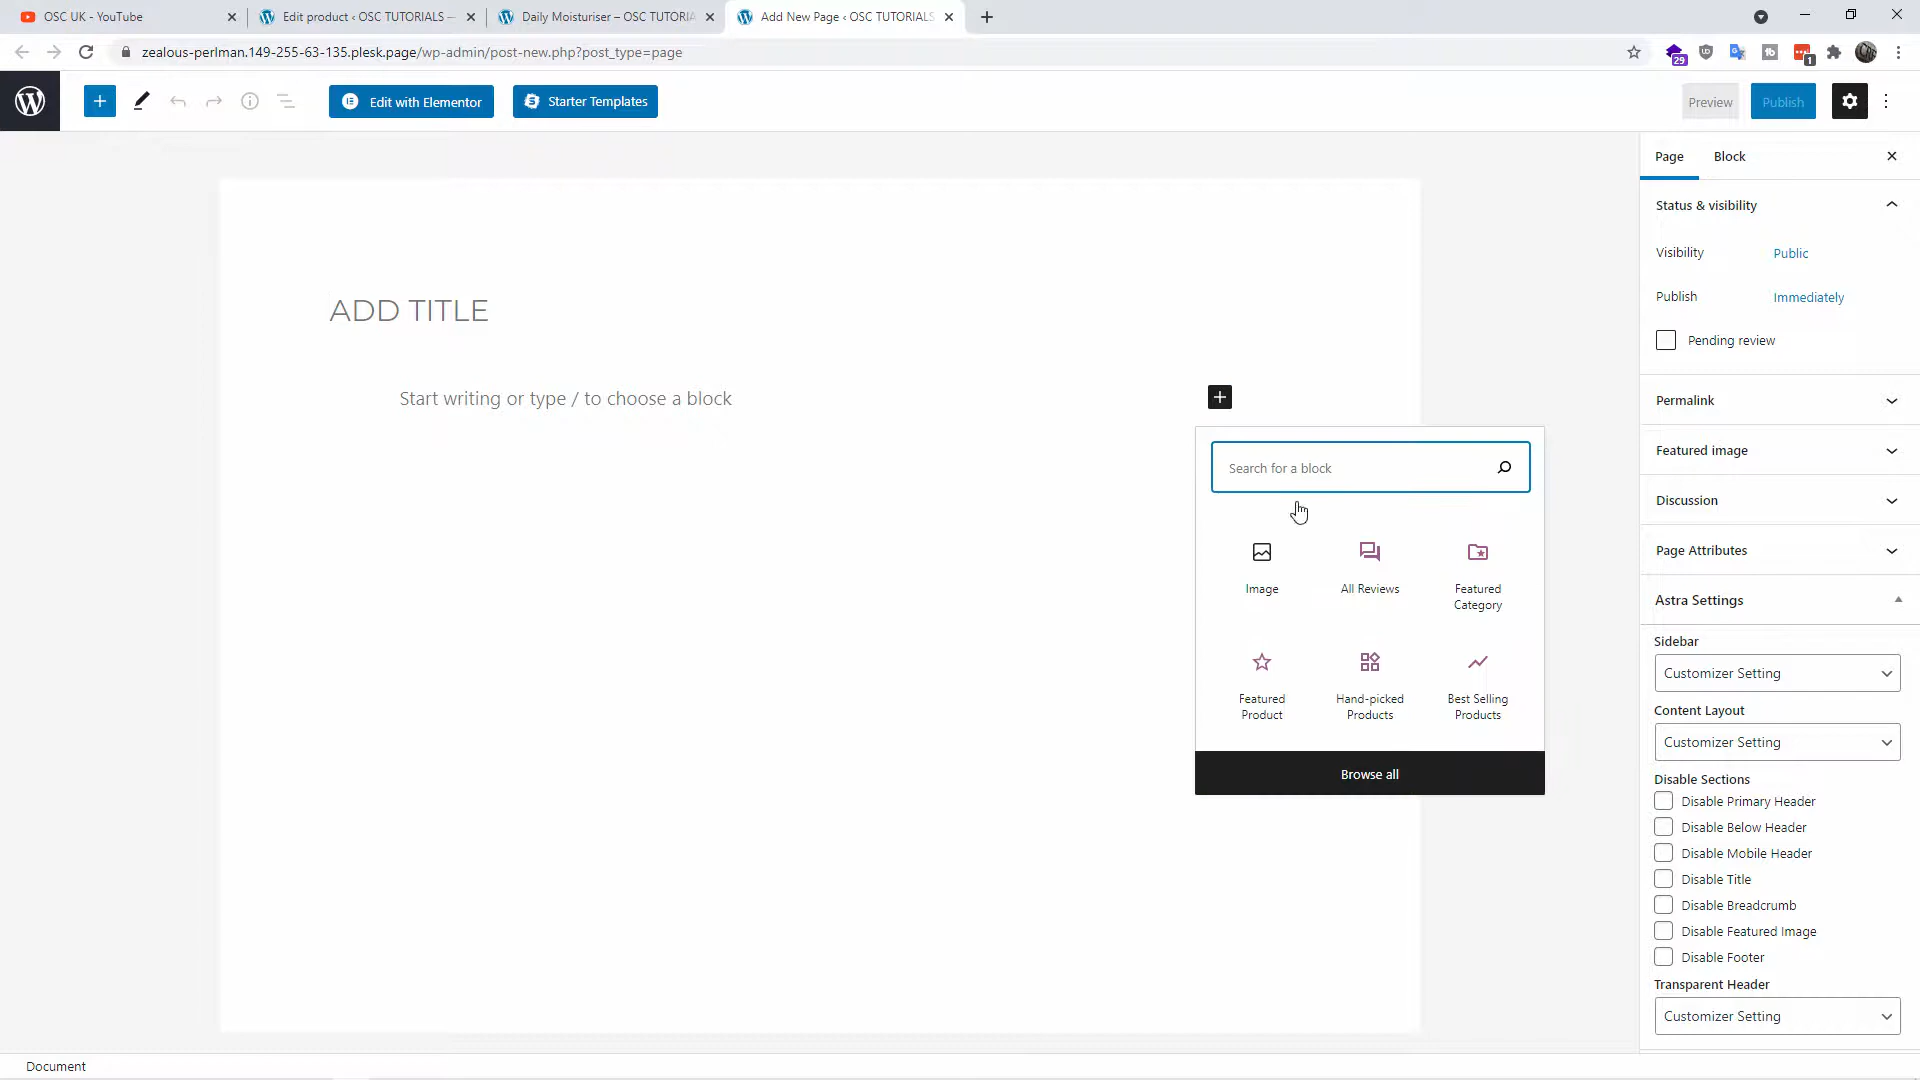 OSC UK - YouTube
Edit product ‹ OSC TUTORIALS —
Daily Moisturiser – OSC TUTORIA
Add New Page ‹ OSC TUTORIALS
zealous-perlman.149-255-63-135.plesk.page/wp-admin/post-new.php?post_type=page
29
1
Edit with Elementor
Starter Templates
Preview
Publish
Page
Block
Status & visibility
Visibility
Public
Publish
Immediately
Pending review
Permalink
Featured image
Discussion
Page Attributes
Astra Settings
Sidebar
Customizer Setting
Content Layout
Customizer Setting
Disable Sections
Disable Primary Header
Disable Below Header
Disable Mobile Header
Disable Title
Disable Breadcrumb
Disable Featured Image
Disable Footer
Transparent Header
Customizer Setting
ADD TITLE
Start writing or type / to choose a block
Search for a block
Image
All Reviews
Featured
Category
Featured
Product
Hand-picked
Products
Best Selling
Products
Browse all
Document